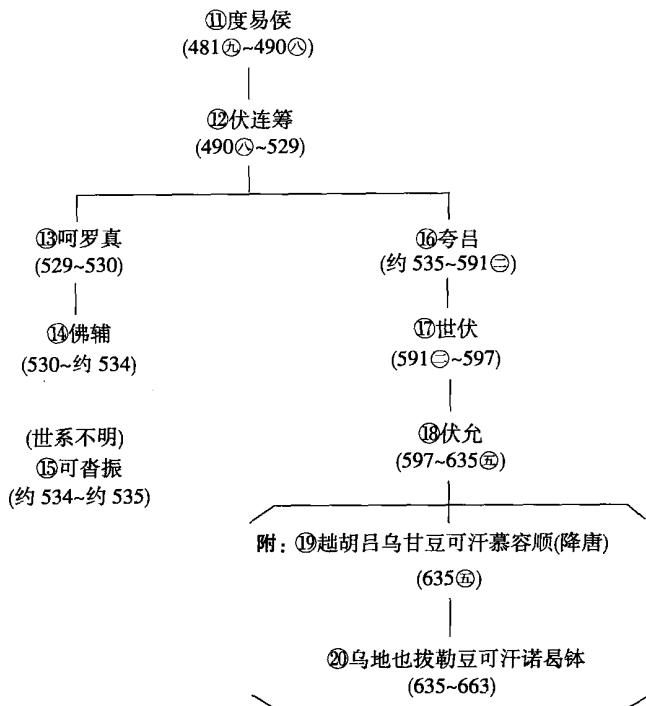 ⑪度易侯
(481㊈~490㊇)
⑫伏连筹
(490㊇~529)
⑬呵罗真
(529~530)
⑯夸吕
(约 535~591㊁)
⑭佛辅
(530~约 534)
⑰世伏
(591㊁~597)
(世系不明)
⑮可沓振
(约 534~约 535)
⑱伏允
(597~635㊄)
附：⑲趉胡吕乌甘豆可汗慕容顺(降唐)
(635㊄)
⑳乌地也拔勒豆可汗诺曷钵
(635~663)